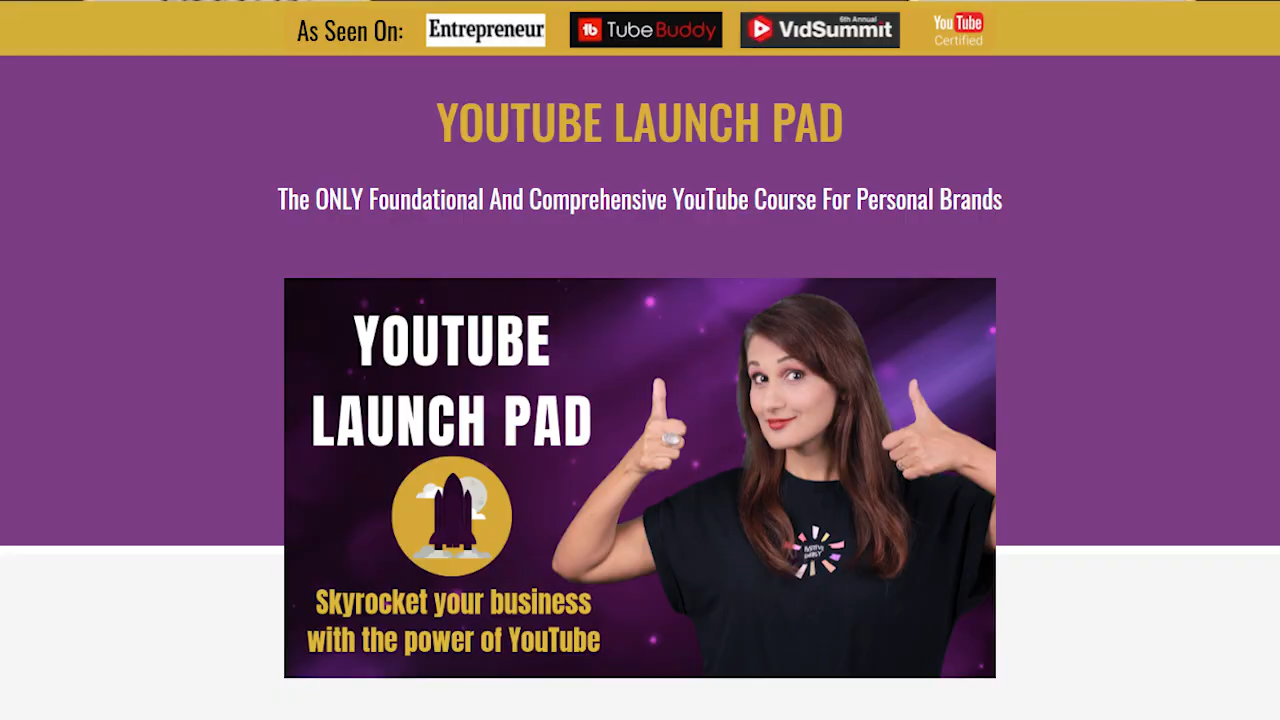 As Seen On:
Entrepreneur
TubeBuddy
6th Annual
VidSummit
YouTube
Certified
YOUTUBE LAUNCH PAD
The ONLY Foundational And Comprehensive YouTube Course For Personal Brands
YOUTUBE
LAUNCH PAD
Skyrocket your business
with the power of YouTube